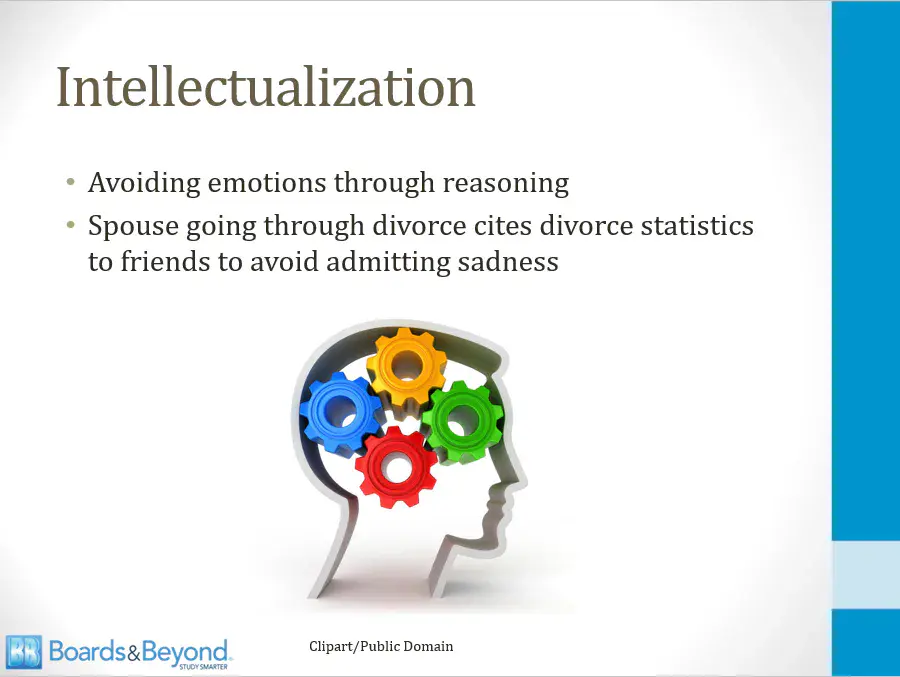 Intellectualization
• Avoiding emotions through reasoning
• Spouse going through divorce cites divorce statistics
to friends to avoid admitting sadness
BB Boards&Beyond.
STUDY SMARTER
Clipart/Public Domain